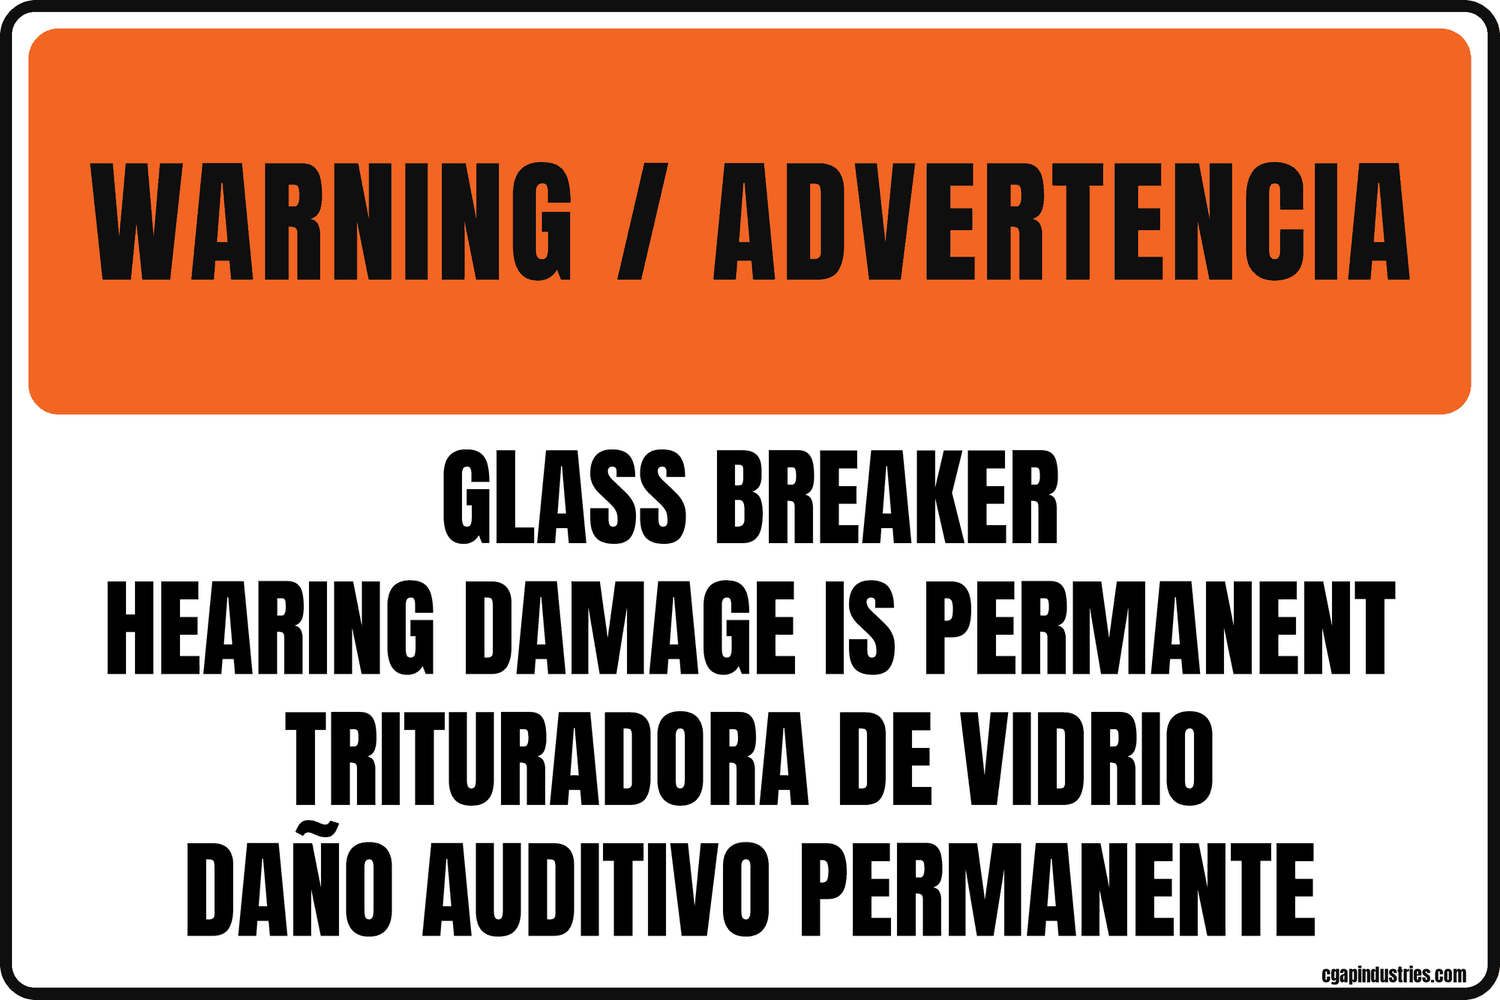 WARNING / ADVERTENCIA
GLASS BREAKER
HEARING DAMAGE IS PERMANENT
TRITURADORA DE VIDRIO
DAÑO AUDITIVO PERMANENTE
cgapindustries.com